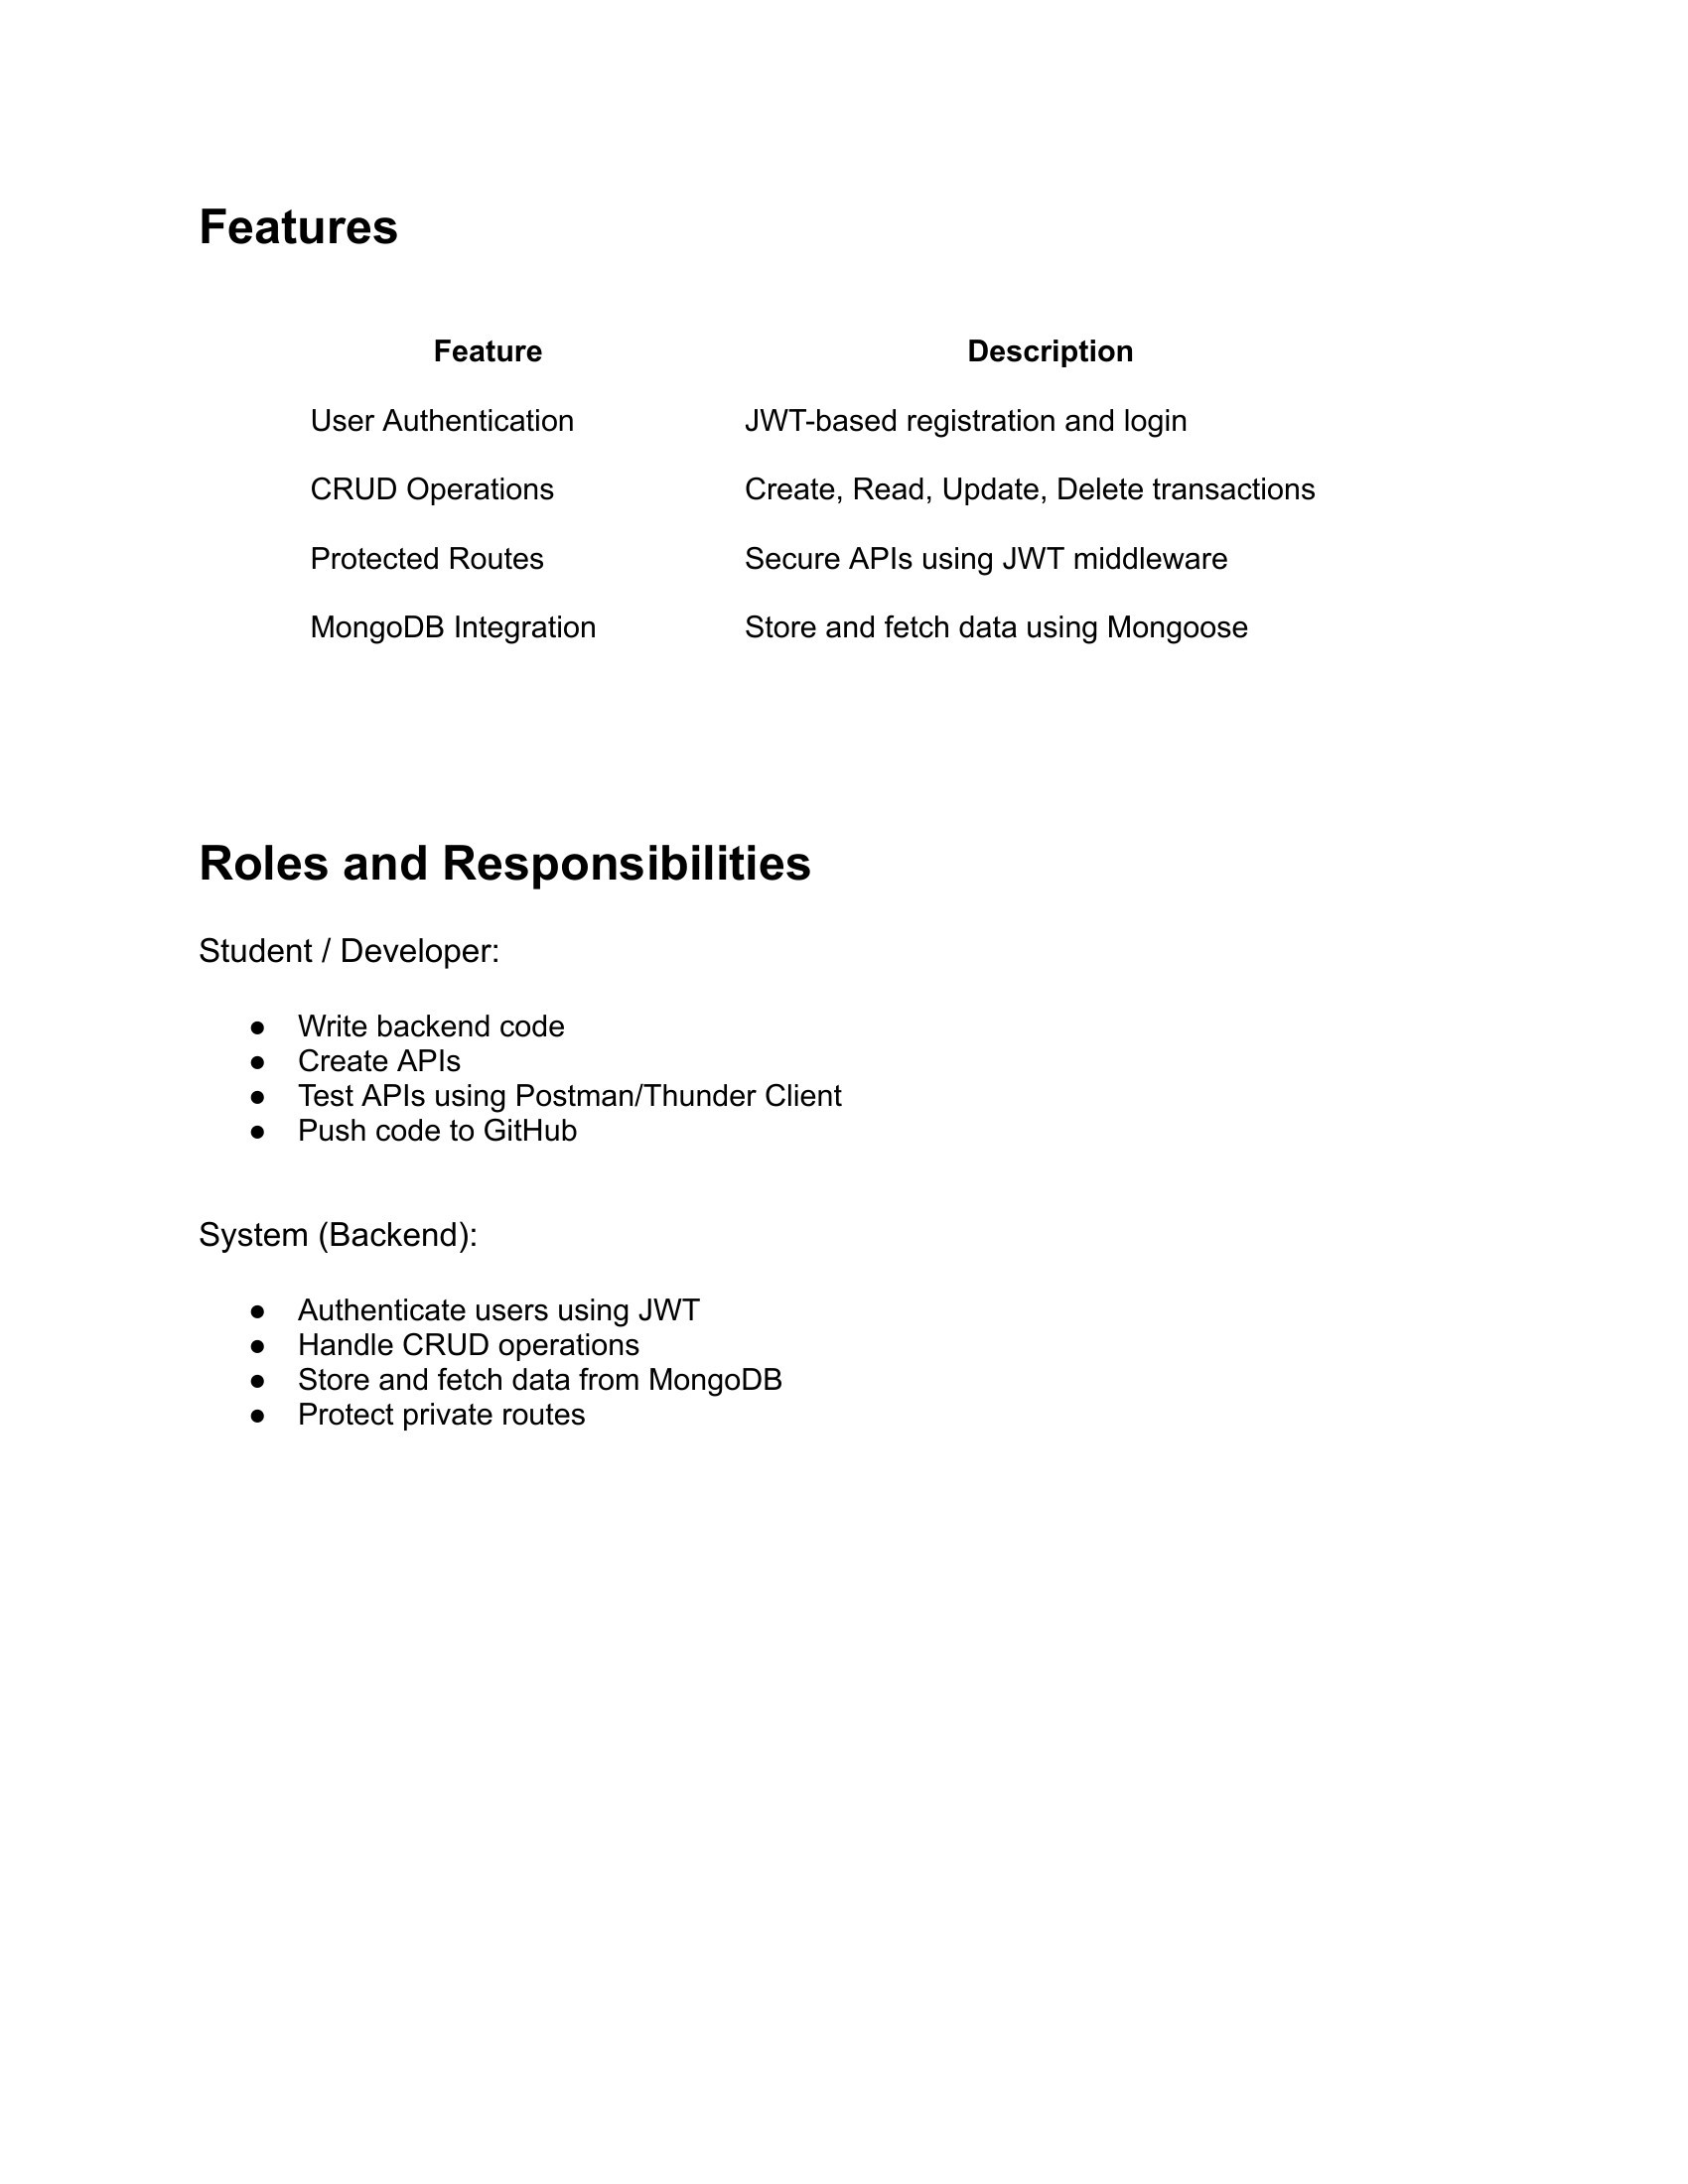 Features
Feature Description
User Authentication JWT-based registration and login
CRUD Operations Create, Read, Update, Delete transactions
Protected Routes Secure APIs using JWT middleware
MongoDB Integration Store and fetch data using Mongoose
Roles and Responsibilities
Student / Developer:
● Write backend code
● Create APIs
● Test APIs using Postman/Thunder Client
● Push code to GitHub
System (Backend):
● Authenticate users using JWT
● Handle CRUD operations
● Store and fetch data from MongoDB
● Protect private routes